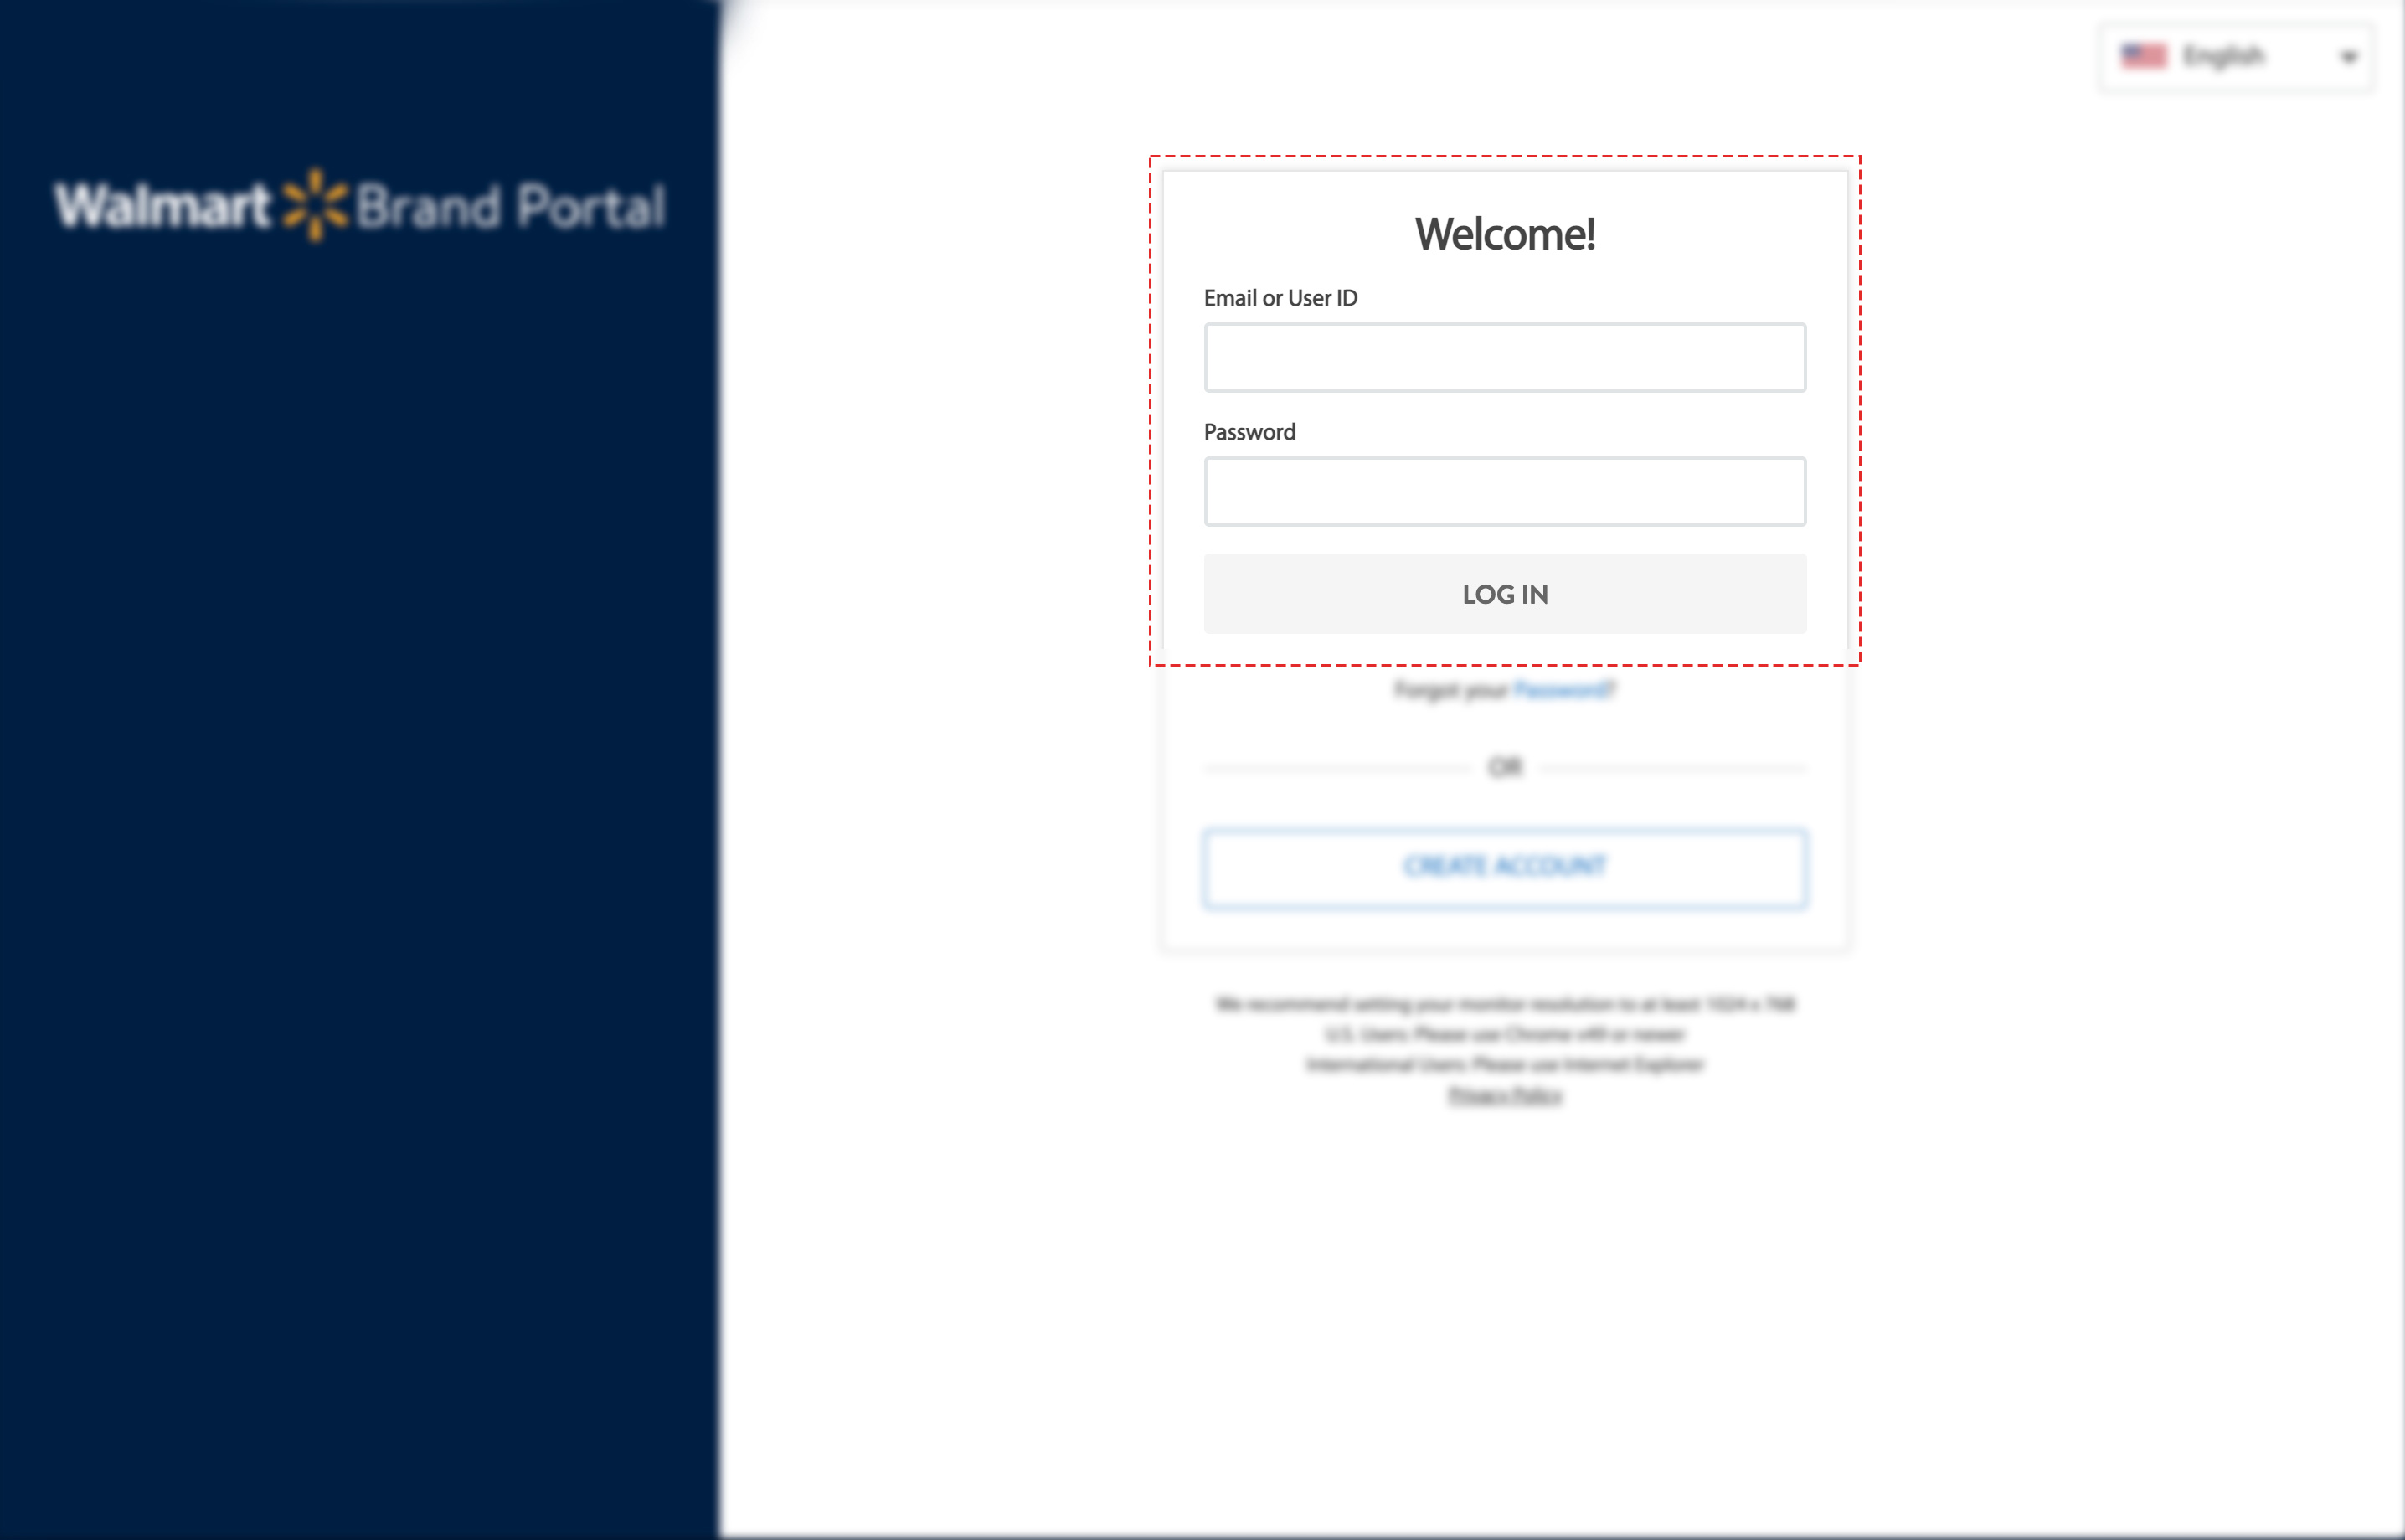 English
Walmart Brand Portal
Welcome!
Email or User ID
Password
LOG IN
Forgot your Password?
OR
CREATE ACCOUNT
We recommend setting your monitor resolution to at least 1024 x 768
U.S. Users: Please use Chrome v49 or newer
International Users: Please use Internet Explorer
Privacy Policy